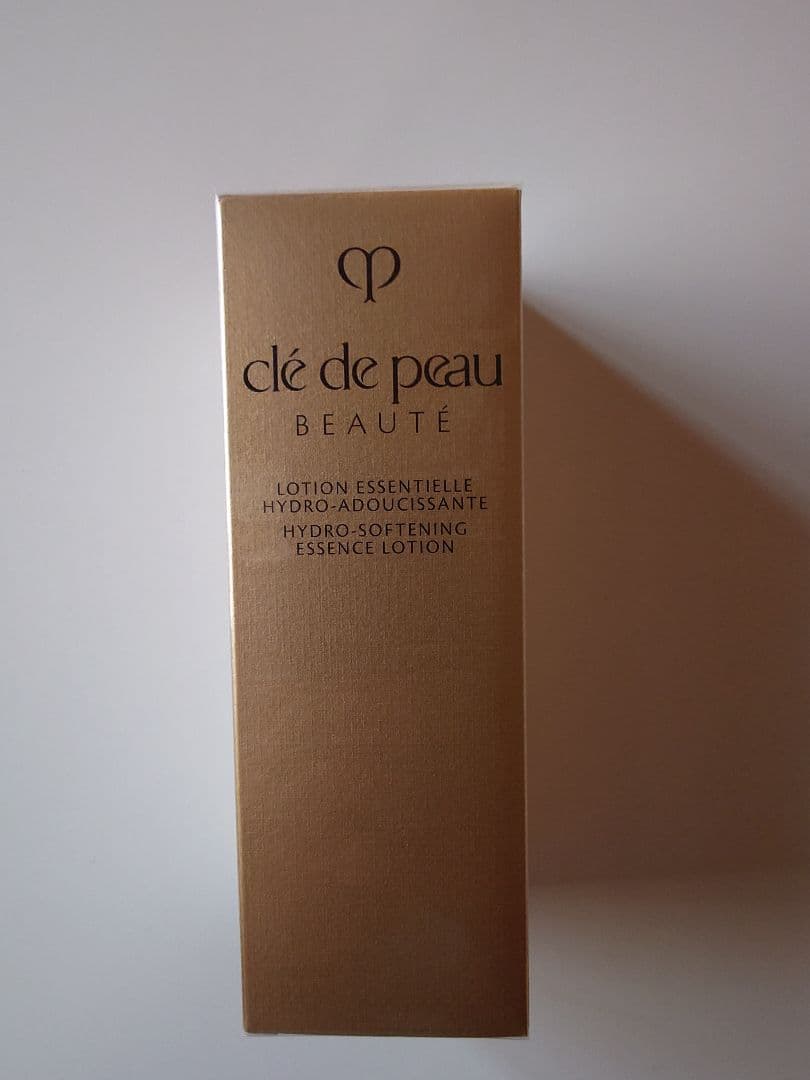 clé de peau
BEAUTÉ
LOTION ESSENTIELLE
HYDRO-ADOUCISSANTE
HYDRO-SOFTENING
ESSENCE LOTION